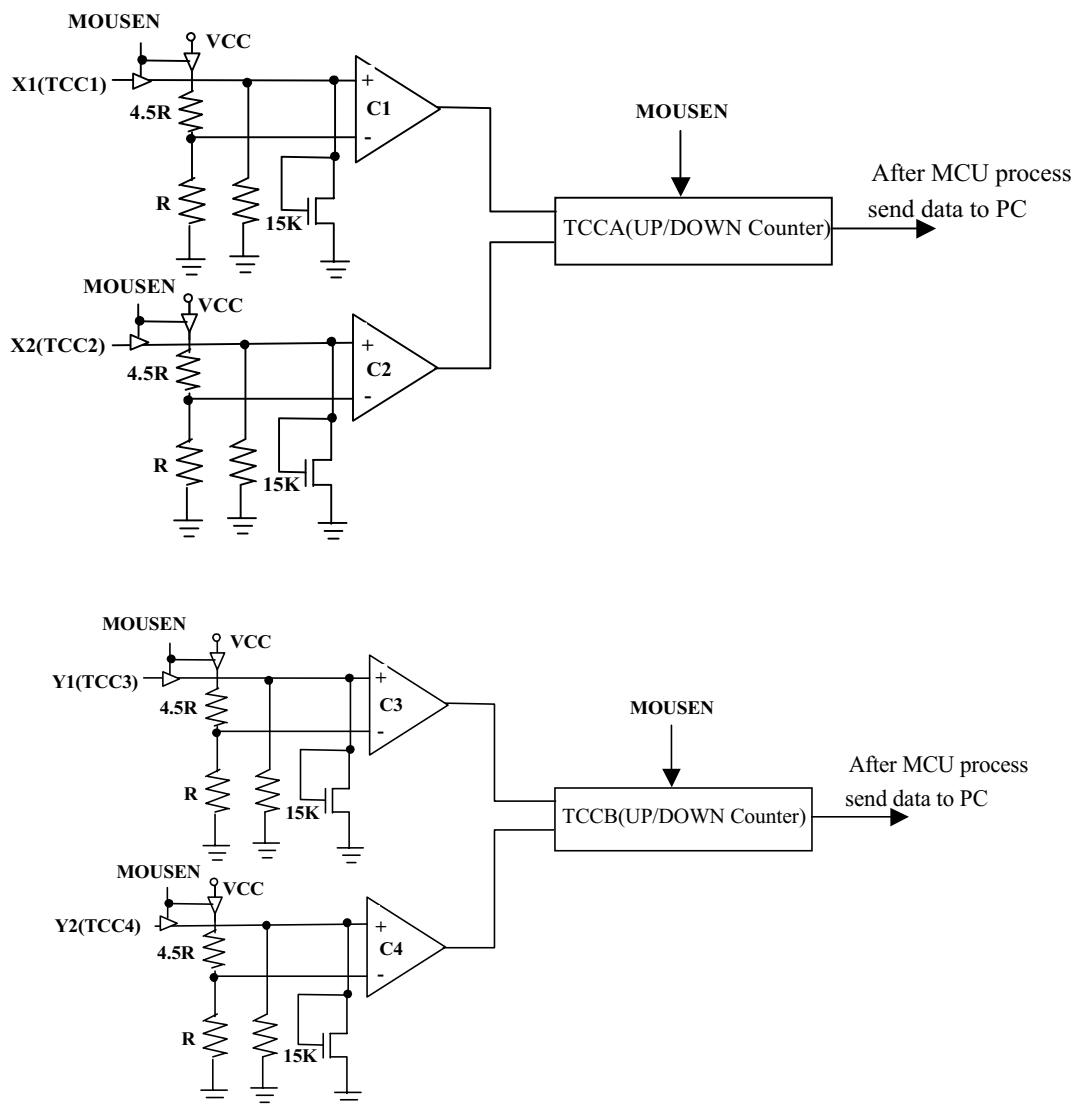 MOUSEN
VCC
X1(TCC1)
4.5R
+
C1
-
R
15K
MOUSEN
TCCA(UP/DOWN Counter)
After MCU process
send data to PC
MOUSEN
VCC
X2(TCC2)
4.5R
+
C2
-
R
15K
MOUSEN
VCC
Y1(TCC3)
4.5R
+
C3
-
R
15K
MOUSEN
TCCB(UP/DOWN Counter)
After MCU process
send data to PC
MOUSEN
VCC
Y2(TCC4)
4.5R
+
C4
-
R
15K